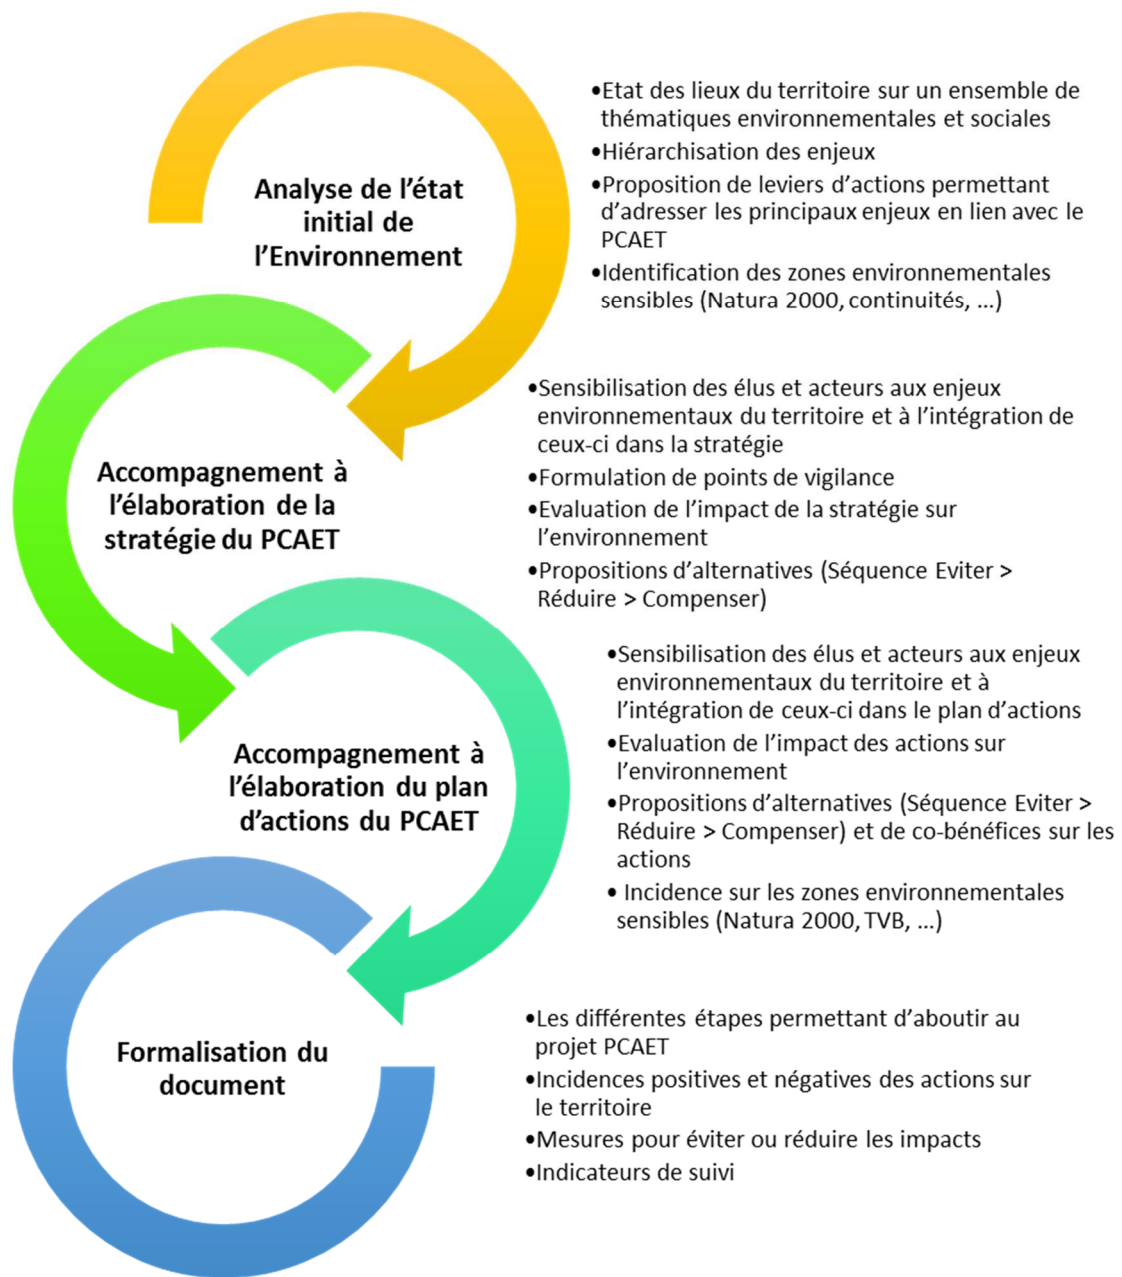 Analyse de l’état
initial de
l’Environnement
•Etat des lieux du territoire sur un ensemble de
thématiques environnementales et sociales
•Hiérarchisation des enjeux
•Proposition de leviers d’actions permettant
d’adresser les principaux enjeux en lien avec le
PCAET
•Identification des zones environnementales
sensibles (Natura 2000, continuités, ...)
Accompagnement à
l’élaboration de la
stratégie du PCAET
•Sensibilisation des élus et acteurs aux enjeux
environnementaux du territoire et à l’intégration de
ceux-ci dans la stratégie
•Formulation de points de vigilance
•Evaluation de l’impact de la stratégie sur
l’environnement
•Propositions d’alternatives (Séquence Eviter >
Réduire > Compenser)
Accompagnement à
l’élaboration du plan
d’actions du PCAET
•Sensibilisation des élus et acteurs aux enjeux
environnementaux du territoire et à
l’intégration de ceux-ci dans le plan d’actions
•Evaluation de l’impact des actions sur
l’environnement
•Propositions d’alternatives (Séquence Eviter >
Réduire > Compenser) et de co-bénéfices sur les
actions
• Incidence sur les zones environnementales
sensibles (Natura 2000, TVB, ...)
Formalisation du
document
•Les différentes étapes permettant d’aboutir au
projet PCAET
•Incidences positives et négatives des actions sur
le territoire
•Mesures pour éviter ou réduire les impacts
•Indicateurs de suivi